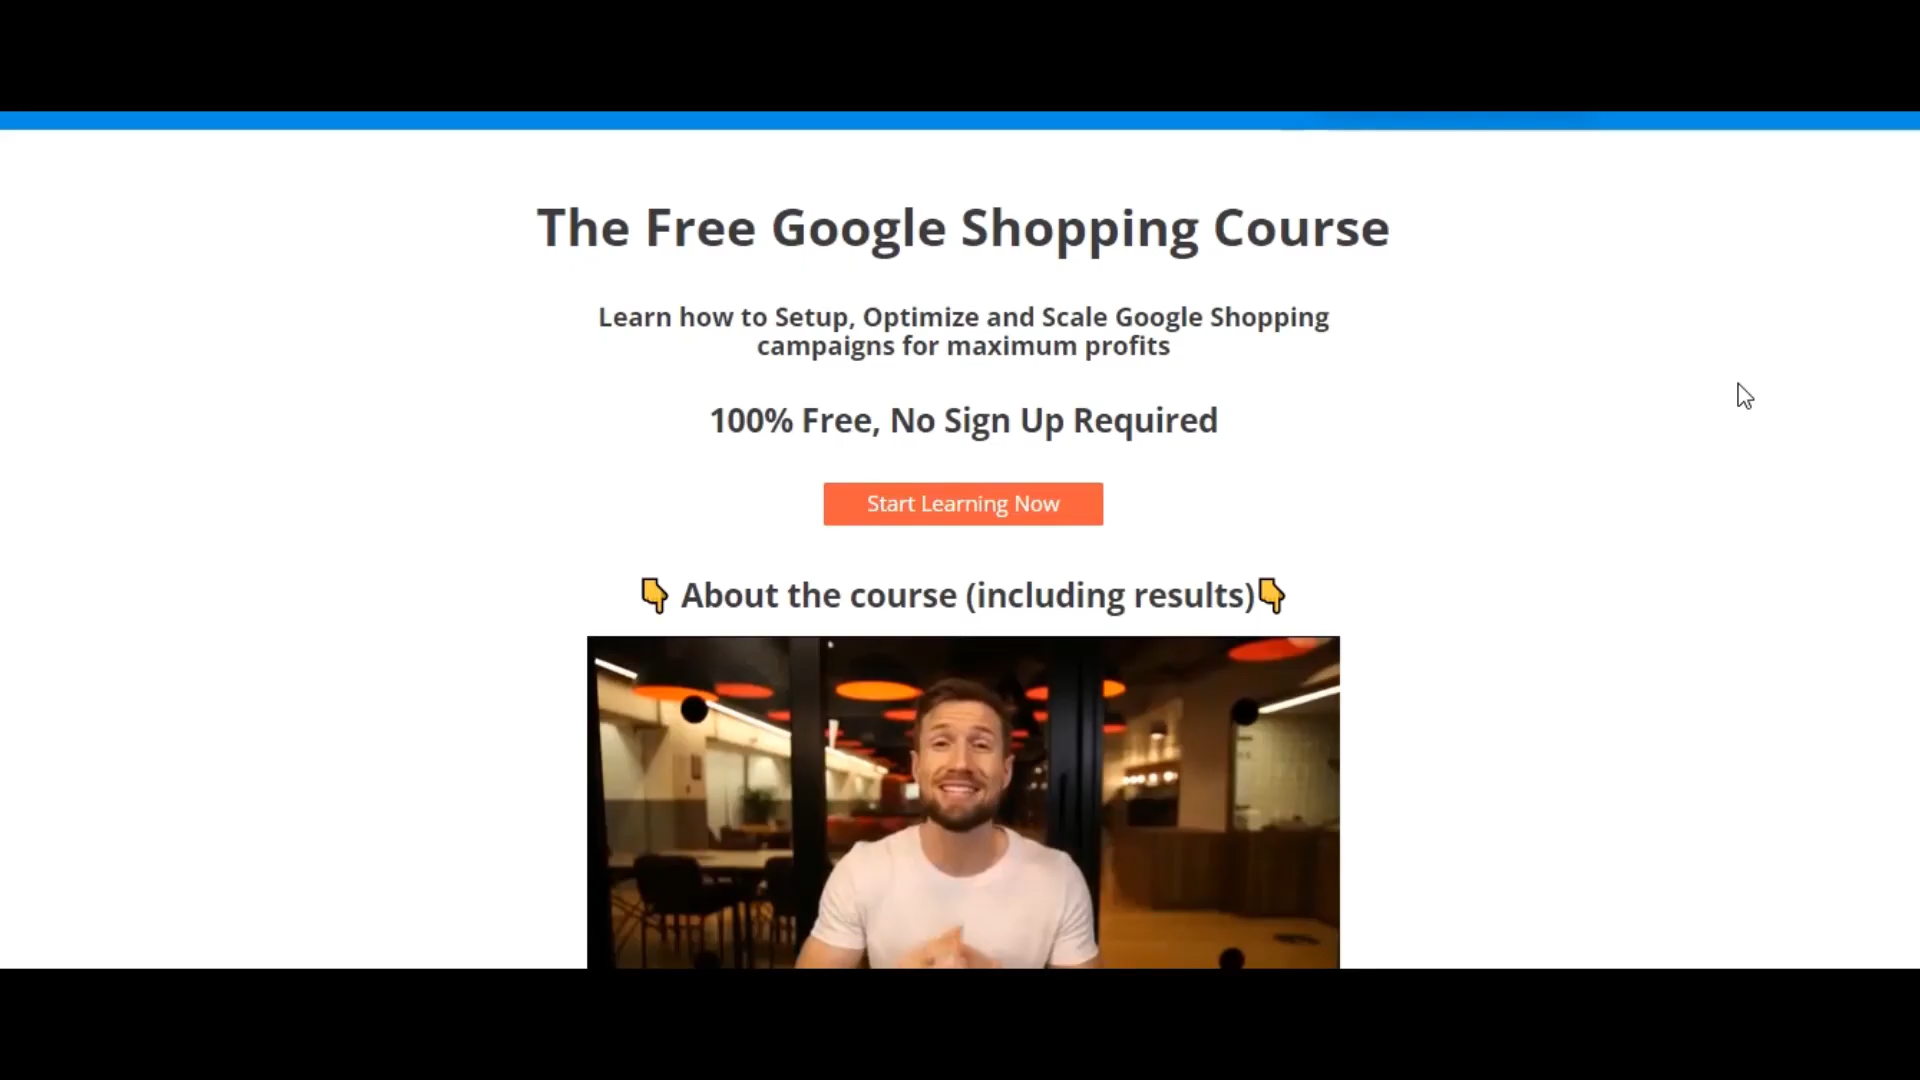 The Free Google Shopping Course
Learn how to Setup, Optimize and Scale Google Shopping
campaigns for maximum profits
100% Free, No Sign Up Required
Start Learning Now
👇 About the course (including results)👇